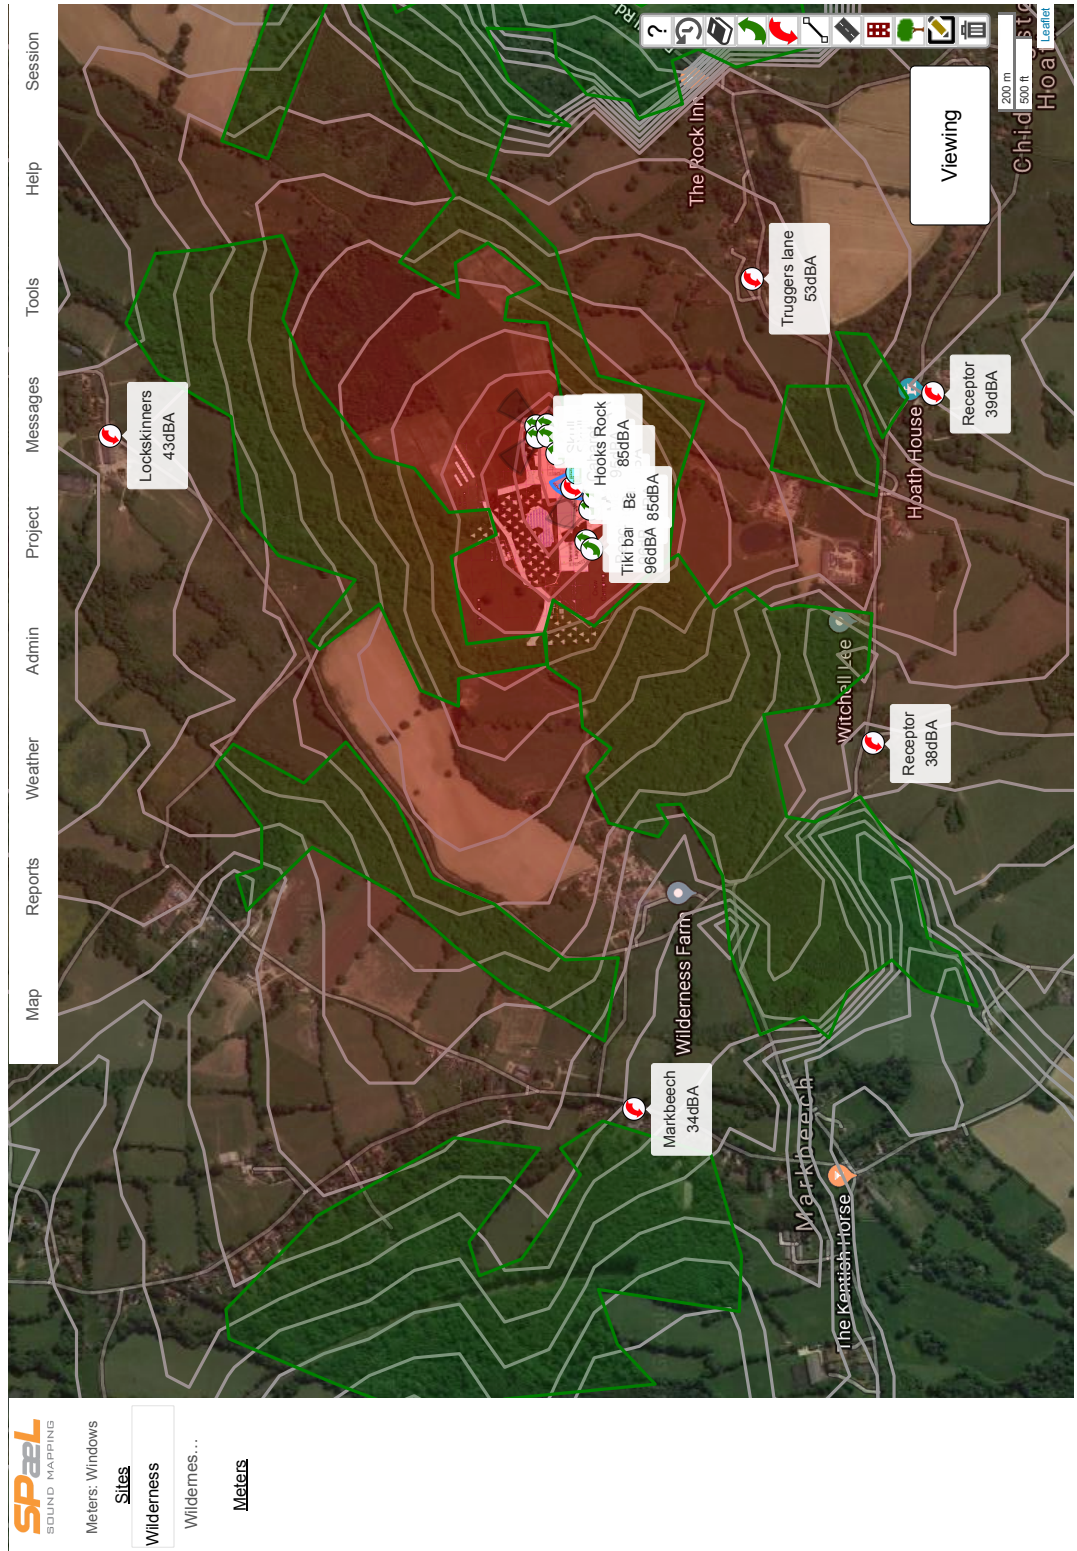 SPaeL
SOUND MAPPING
Map
Reports
Weather
Admin
Project
Messages
Tools
Help
Session
Meters: Windows
Sites
Wilderness
Wildernes...
Meters
Lockskinners
43dBA
Hooks Rock
85dBA
Ba
85dBA
Tiki bar
96dBA
Truggers lane
53dBA
Receptor
39dBA
Receptor
38dBA
Markbeech
34dBA
The Rock Inn
Hoath House
Witchell Lee
Wilderness Farm
Markbeech
The Kentish Horse
Viewing
?
200 m
500 ft
Leaflet